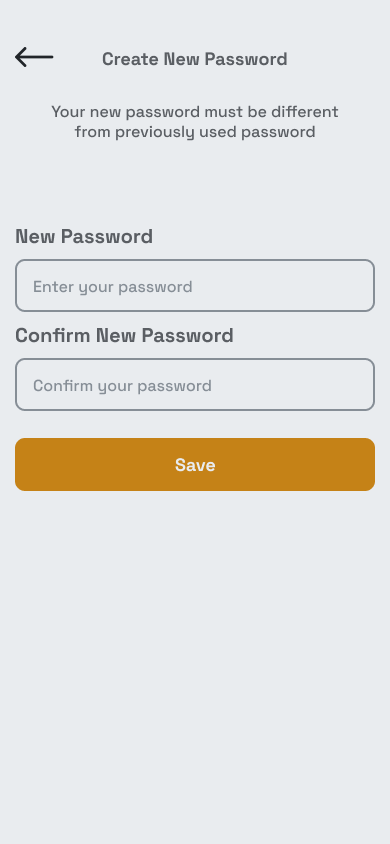 Create New Password
Your new password must be different
from previously used password
New Password
Enter your password
Confirm New Password
Confirm your password
Save